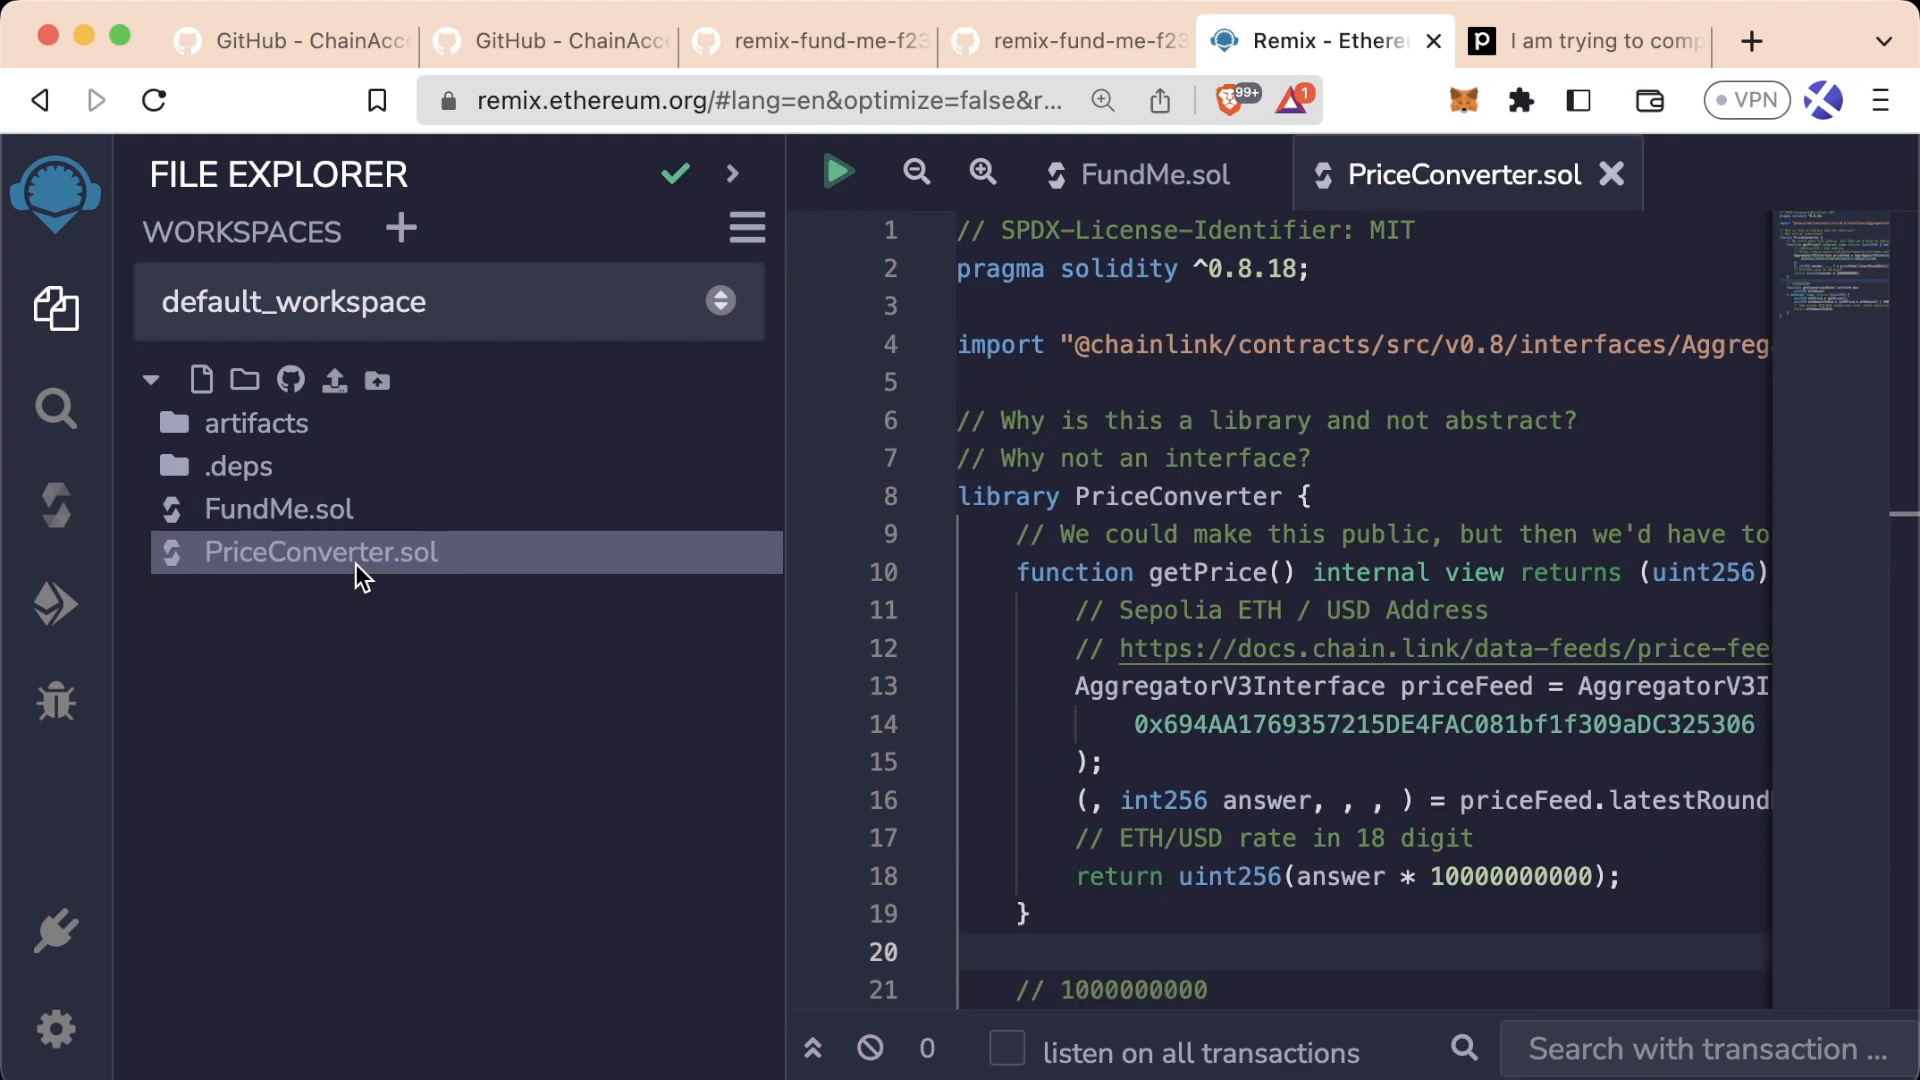 GitHub - ChainAcce
GitHub - ChainAcce
remix-fund-me-f23
remix-fund-me-f23
Remix - Ethere
I am trying to comp
remix.ethereum.org/#lang=en&optimize=false&r...
99+
1
VPN
FILE EXPLORER
WORKSPACES
default_workspace
artifacts
.deps
FundMe.sol
PriceConverter.sol
FundMe.sol
PriceConverter.sol
1 // SPDX-License-Identifier: MIT
2 pragma solidity ^0.8.18;
3
4 import "@chainlink/contracts/src/v0.8/interfaces/Aggreg
5
6 // Why is this a library and not abstract?
7 // Why not an interface?
8 library PriceConverter {
9 // We could make this public, but then we'd have to
10 function getPrice() internal view returns (uint256)
11 // Sepolia ETH / USD Address
12 // https://docs.chain.link/data-feeds/price-fee
13 AggregatorV3Interface priceFeed = AggregatorV3I
14 0x694AA1769357215DE4FAC081bf1f309aDC325306
15 );
16 (, int256 answer, , , ) = priceFeed.latestRound
17 // ETH/USD rate in 18 digit
18 return uint256(answer * 10000000000);
19 }
20
21 // 1000000000
0
listen on all transactions
Search with transaction ...